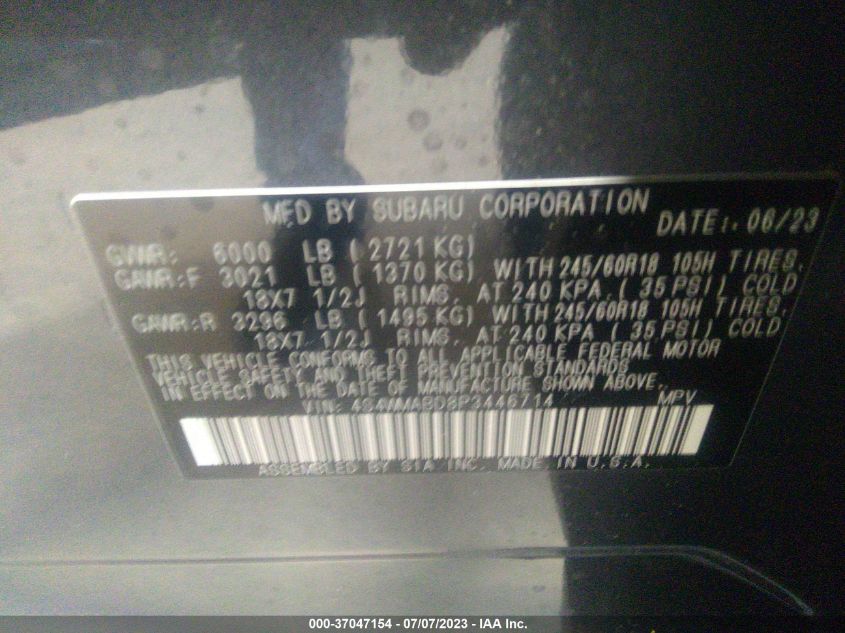 MFD BY SUBARU CORPORATION DATE: 06/23
GVWR: 6000 LB (2721 KG)
GAWR:F 3021 LB (1370 KG) WITH 245/60R18 105H TIRES,
18X7 1/2J RIMS, AT 240 KPA (35 PSI) COLD
GAWR:R 3296 LB (1495 KG) WITH 245/60R18 105H TIRES,
18X7 1/2J RIMS, AT 240 KPA (35 PSI) COLD
THIS VEHICLE CONFORMS TO ALL APPLICABLE FEDERAL MOTOR
VEHICLE SAFETY, AND THEFT PREVENTION STANDARDS
IN EFFECT ON THE DATE OF MANUFACTURE SHOWN ABOVE.
VIN: 4S4WMABD8P3446714 MPV
ASSEMBLED BY SIA INC. MADE IN U.S.A.
000-37047154 - 07/07/2023 - IAA Inc.